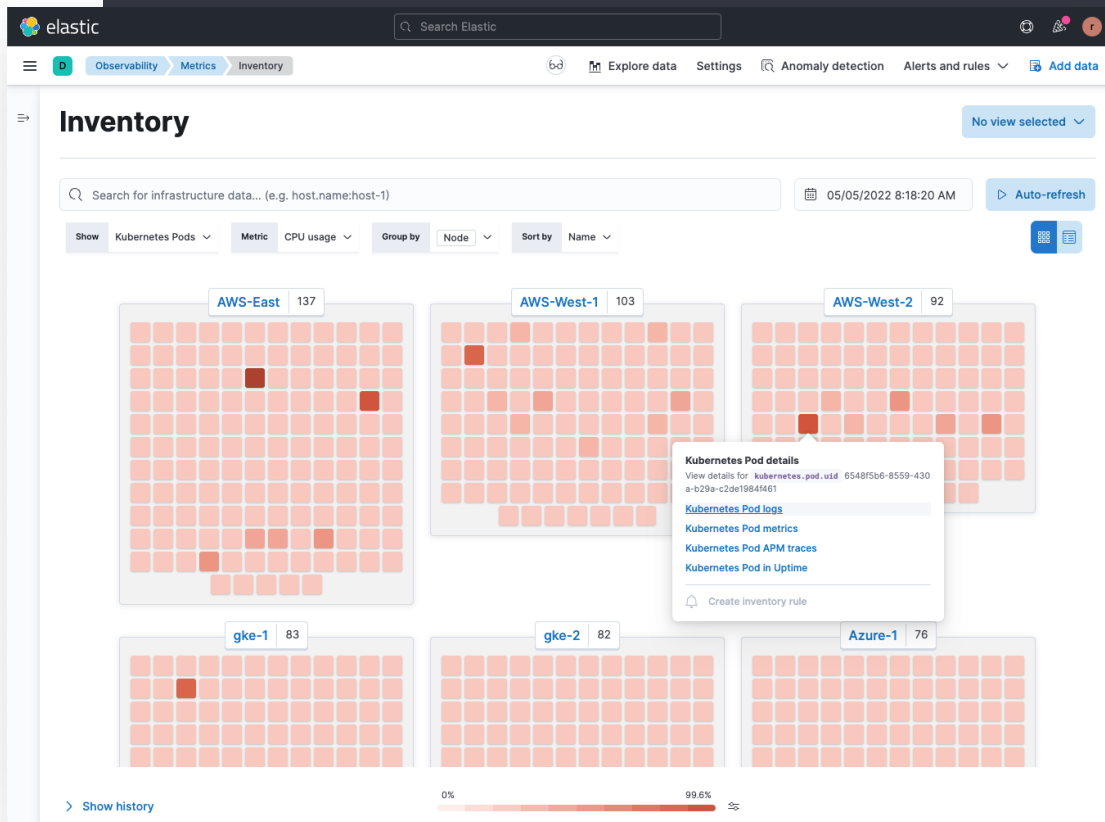 elastic
Search Elastic
r
D
Observability Metrics Inventory
Explore data Settings Anomaly detection Alerts and rules Add data
Inventory
No view selected
Search for infrastructure data... (e.g. host.name:host-1)
05/05/2022 8:18:20 AM
Auto-refresh
Show Kubernetes Pods Metric CPU usage Group by Node Sort by Name
AWS-East 137
AWS-West-1 103
AWS-West-2 92
Kubernetes Pod details
View details for kubernetes.pod.uid 6548f5b6-8559-430
a-b29a-c2de1984f461
Kubernetes Pod logs
Kubernetes Pod metrics
Kubernetes Pod APM traces
Kubernetes Pod in Uptime
Create inventory rule
gke-1 83
gke-2 82
Azure-1 76
Show history
0% 99.6%